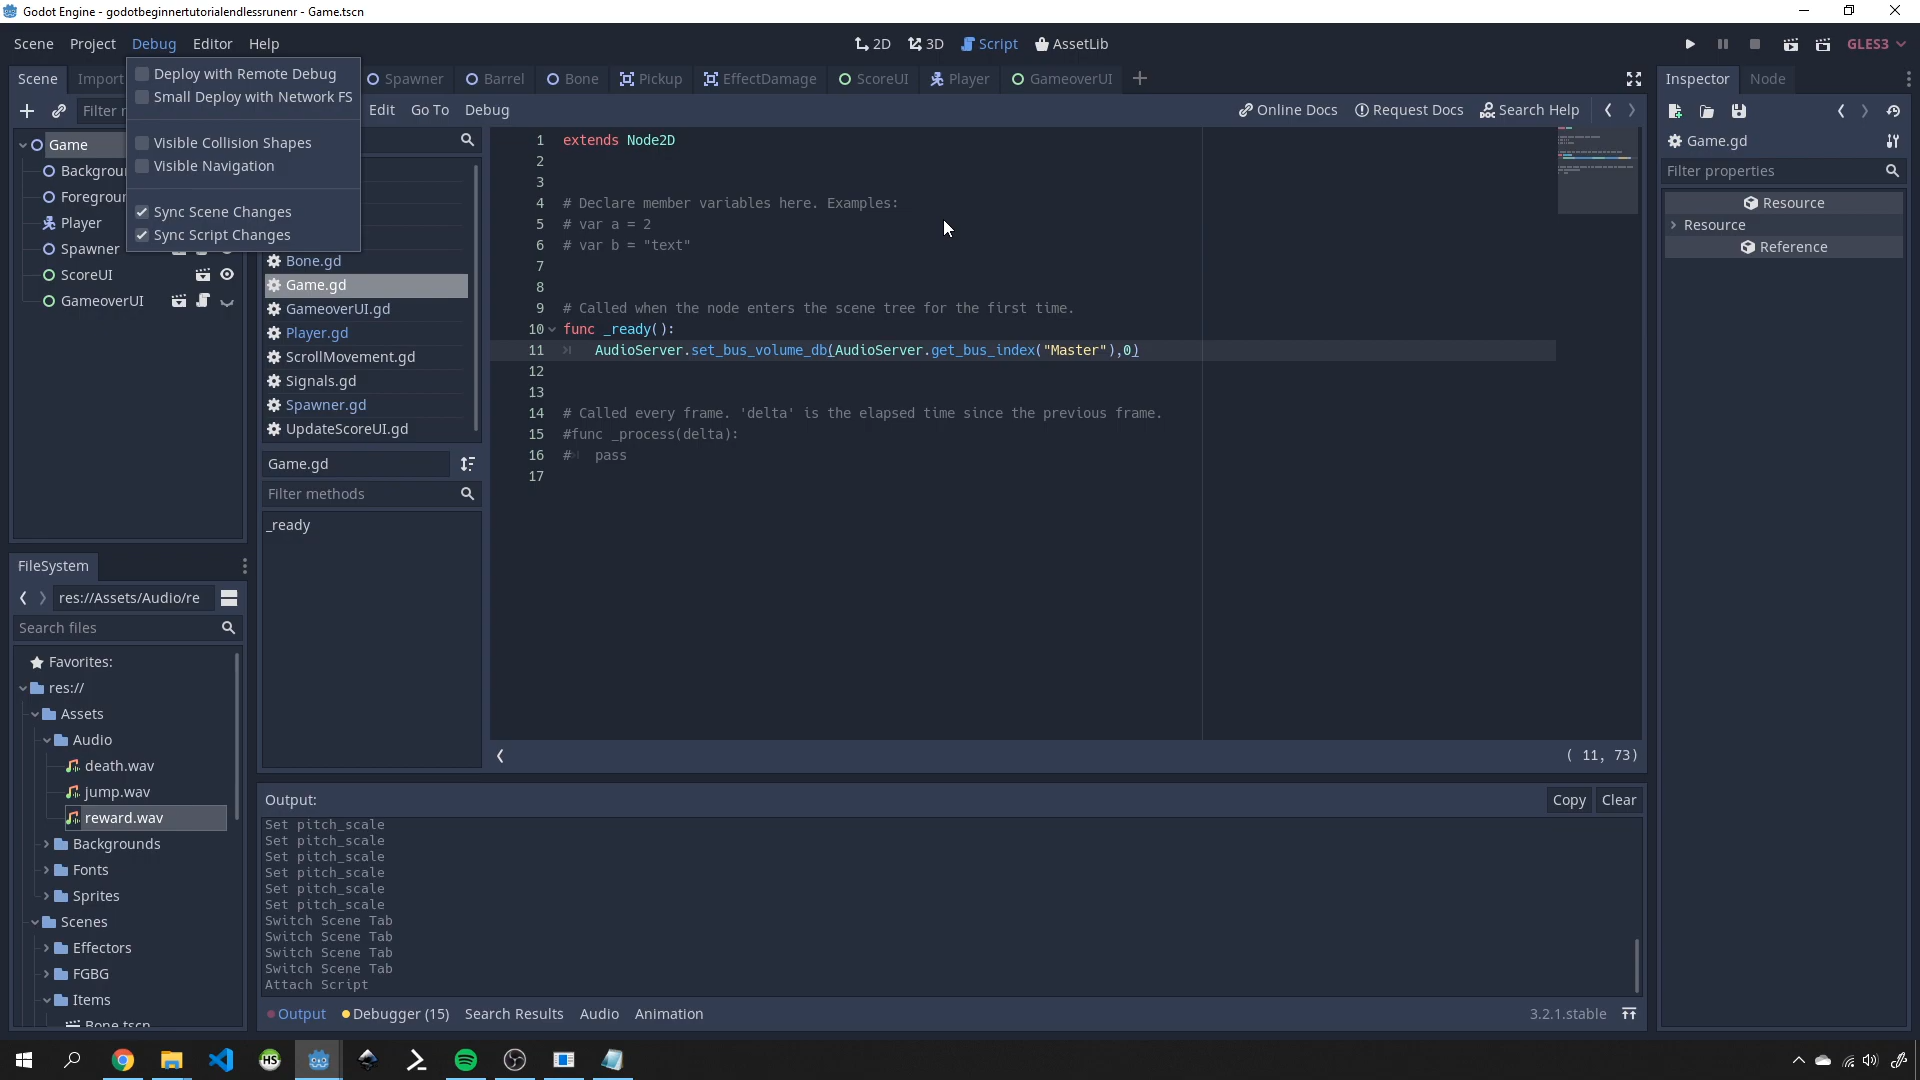 Godot Engine - godotbeginnertutorialendlessrunenr - Game.tscn
Scene Project Debug Editor Help
2D 3D Script AssetLib
GLES3
Scene Import
Spawner Barrel Bone Pickup EffectDamage ScoreUI Player GameoverUI
Inspector Node
Deploy with Remote Debug
Small Deploy with Network FS
Visible Collision Shapes
Visible Navigation
Sync Scene Changes
Sync Script Changes
Filter
Edit Go To Debug
Online Docs Request Docs Search Help
Game
Player
Spawner
ScoreUI
GameoverUI
Bone.gd
Game.gd
GameoverUI.gd
Player.gd
ScrollMovement.gd
Signals.gd
Spawner.gd
UpdateScoreUI.gd
Game.gd
Filter methods
_ready
1 extends Node2D
2
3
4 # Declare member variables here. Examples:
5 # var a = 2
6 # var b = "text"
7
8
9 # Called when the node enters the scene tree for the first time.
10 func _ready():
11 AudioServer.set_bus_volume_db(AudioServer.get_bus_index("Master"),0)
12
13
14 # Called every frame. 'delta' is the elapsed time since the previous frame.
15 #func _process(delta):
16 # pass
17
( 11, 73)
Game.gd
Filter properties
Resource
Resource
Reference
FileSystem
res://Assets/Audio/re
Search files
Favorites:
res://
Assets
Audio
death.wav
jump.wav
reward.wav
Backgrounds
Fonts
Sprites
Scenes
Effectors
FGBG
Items
Bone.tscn
Output:
Copy Clear
Set pitch_scale
Set pitch_scale
Set pitch_scale
Set pitch_scale
Set pitch_scale
Set pitch_scale
Switch Scene Tab
Switch Scene Tab
Switch Scene Tab
Switch Scene Tab
Attach Script
Output Debugger (15) Search Results Audio Animation
3.2.1.stable
HS